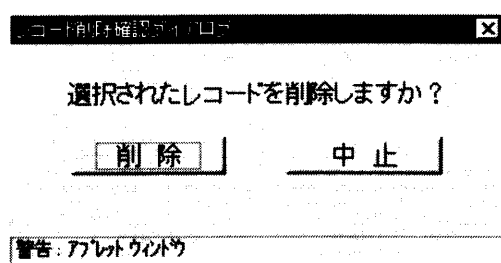 レコード削除確認ダイアログ
選択されたレコードを削除しますか？
削 除
中 止
警告 : ｱﾌﾟﾚｯﾄ ｳｨﾝﾄﾞｳ